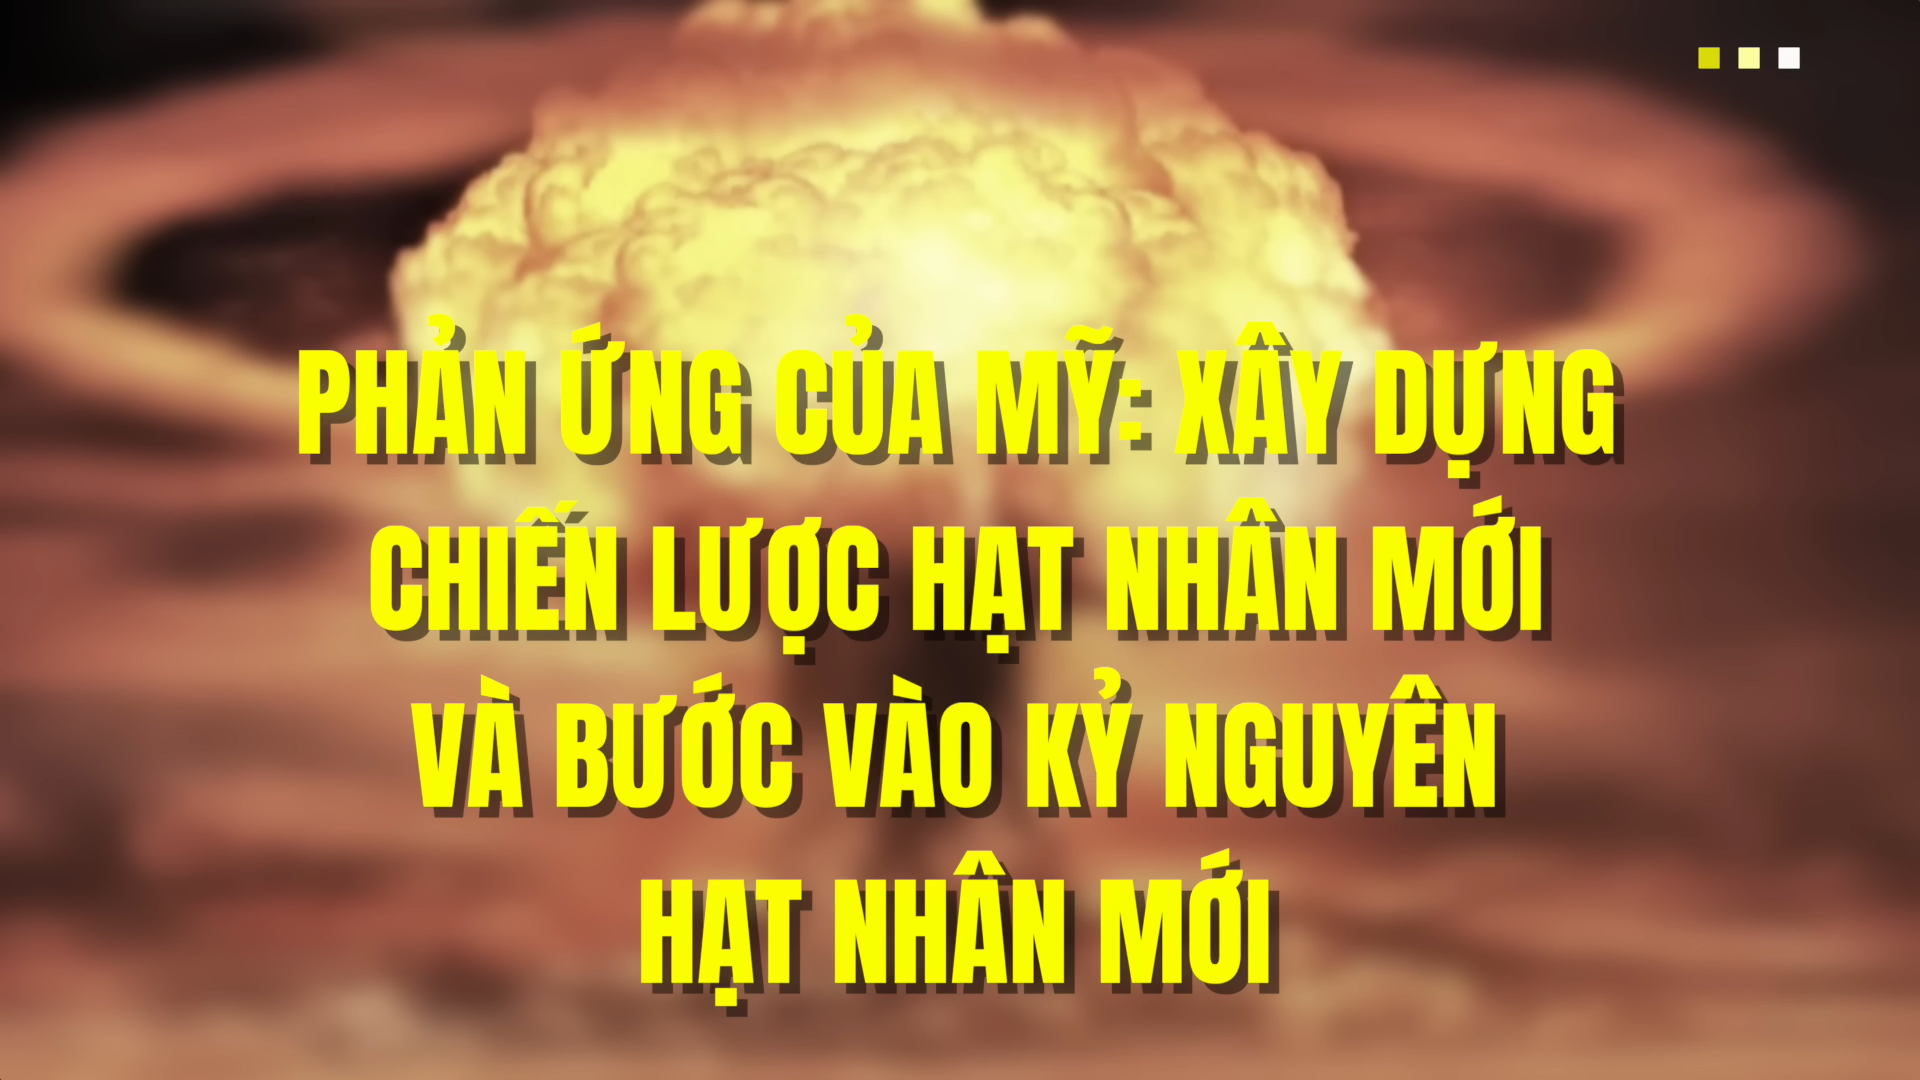 PHẢN ỨNG CỦA MỸ: XÂY DỰNG
CHIẾN LƯỢC HẠT NHÂN MỚI
VÀ BƯỚC VÀO KỶ NGUYÊN
HẠT NHÂN MỚI